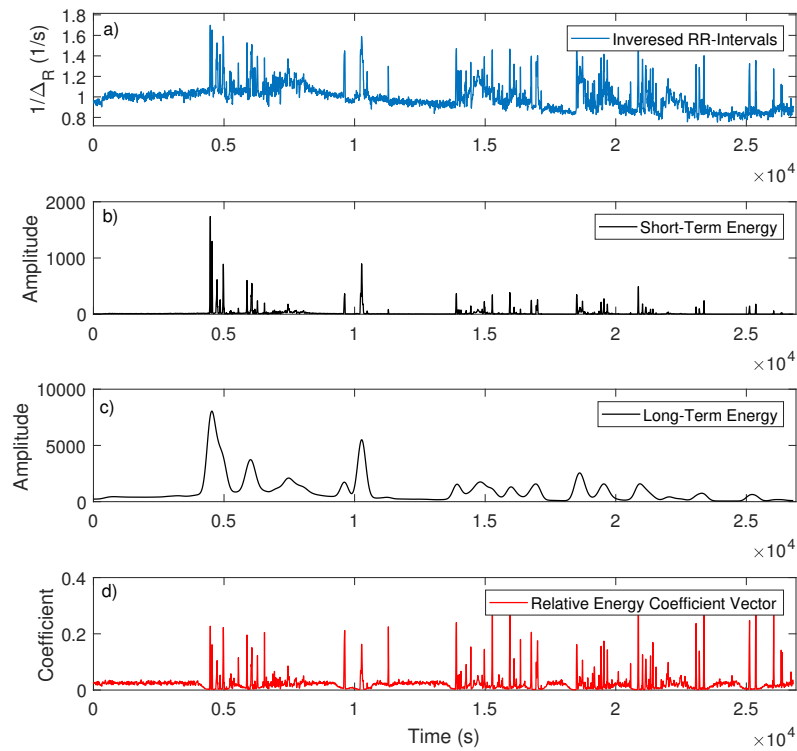 a)
Inveresed RR-Intervals
1/Δ_R (1/s)
1.8
1.6
1.4
1.2
1.0
0.8
0 0.5 1 1.5 2 2.5
×10^4
b)
Short-Term Energy
Amplitude
2000
1000
0
0 0.5 1 1.5 2 2.5
×10^4
c)
Long-Term Energy
Amplitude
10000
5000
0
0 0.5 1 1.5 2 2.5
×10^4
d)
Relative Energy Coefficient Vector
Coefficient
0.4
0.2
0
0 0.5 1 1.5 2 2.5
×10^4
Time (s)